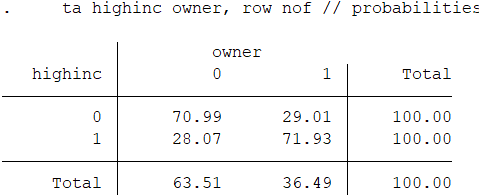 . ta highinc owner, row nof // probabilities
owner
highinc 0 1 Total
0 70.99 29.01 100.00
1 28.07 71.93 100.00
Total 63.51 36.49 100.00